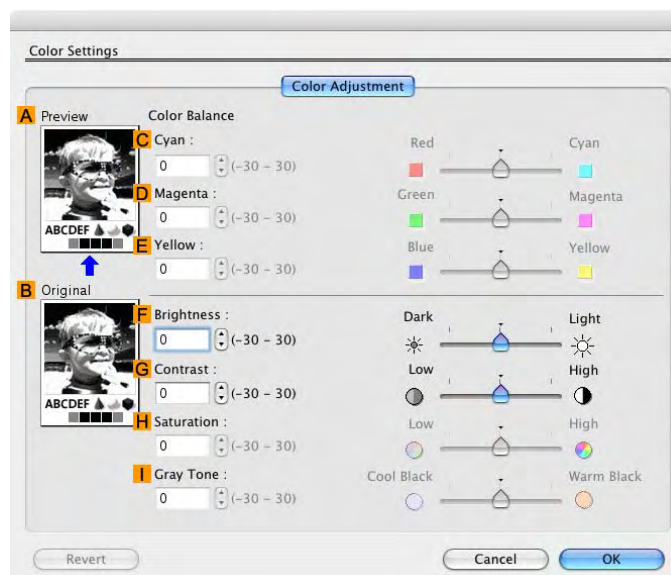 Color Settings
Color Adjustment
A Preview
Color Balance
C Cyan :
0 (-30 – 30)
Red Cyan
D Magenta :
0 (-30 – 30)
Green Magenta
ABCDEF
E Yellow :
0 (-30 – 30)
Blue Yellow
B Original
F Brightness :
0 (-30 – 30)
Dark Light
G Contrast :
0 (-30 – 30)
Low High
ABCDEF
H Saturation :
0 (-30 – 30)
Low High
I Gray Tone :
0 (-30 – 30)
Cool Black Warm Black
Revert Cancel OK